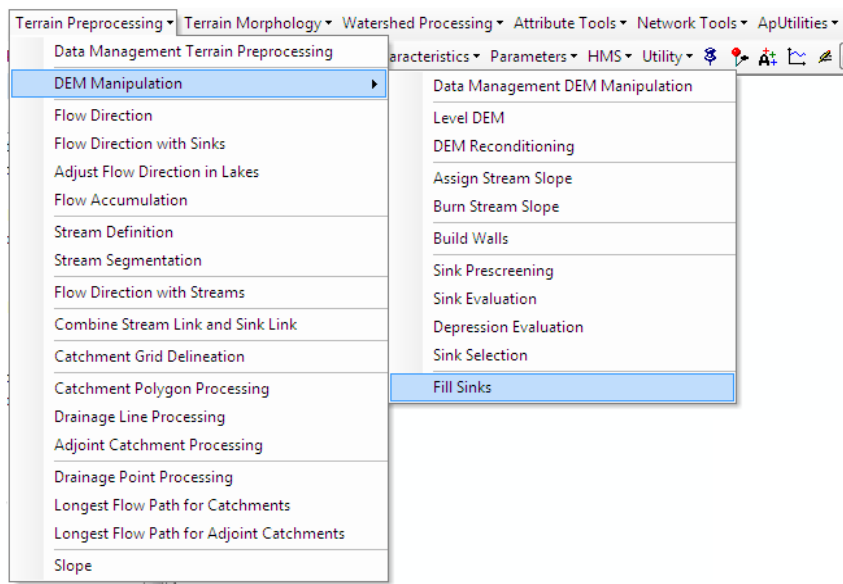 Terrain Preprocessing Terrain Morphology Watershed Processing Attribute Tools Network Tools ApUtilities
aracteristics Parameters HMS Utility
Data Management Terrain Preprocessing
DEM Manipulation
Flow Direction
Flow Direction with Sinks
Adjust Flow Direction in Lakes
Flow Accumulation
Stream Definition
Stream Segmentation
Flow Direction with Streams
Combine Stream Link and Sink Link
Catchment Grid Delineation
Catchment Polygon Processing
Drainage Line Processing
Adjoint Catchment Processing
Drainage Point Processing
Longest Flow Path for Catchments
Longest Flow Path for Adjoint Catchments
Slope
Data Management DEM Manipulation
Level DEM
DEM Reconditioning
Assign Stream Slope
Burn Stream Slope
Build Walls
Sink Prescreening
Sink Evaluation
Depression Evaluation
Sink Selection
Fill Sinks